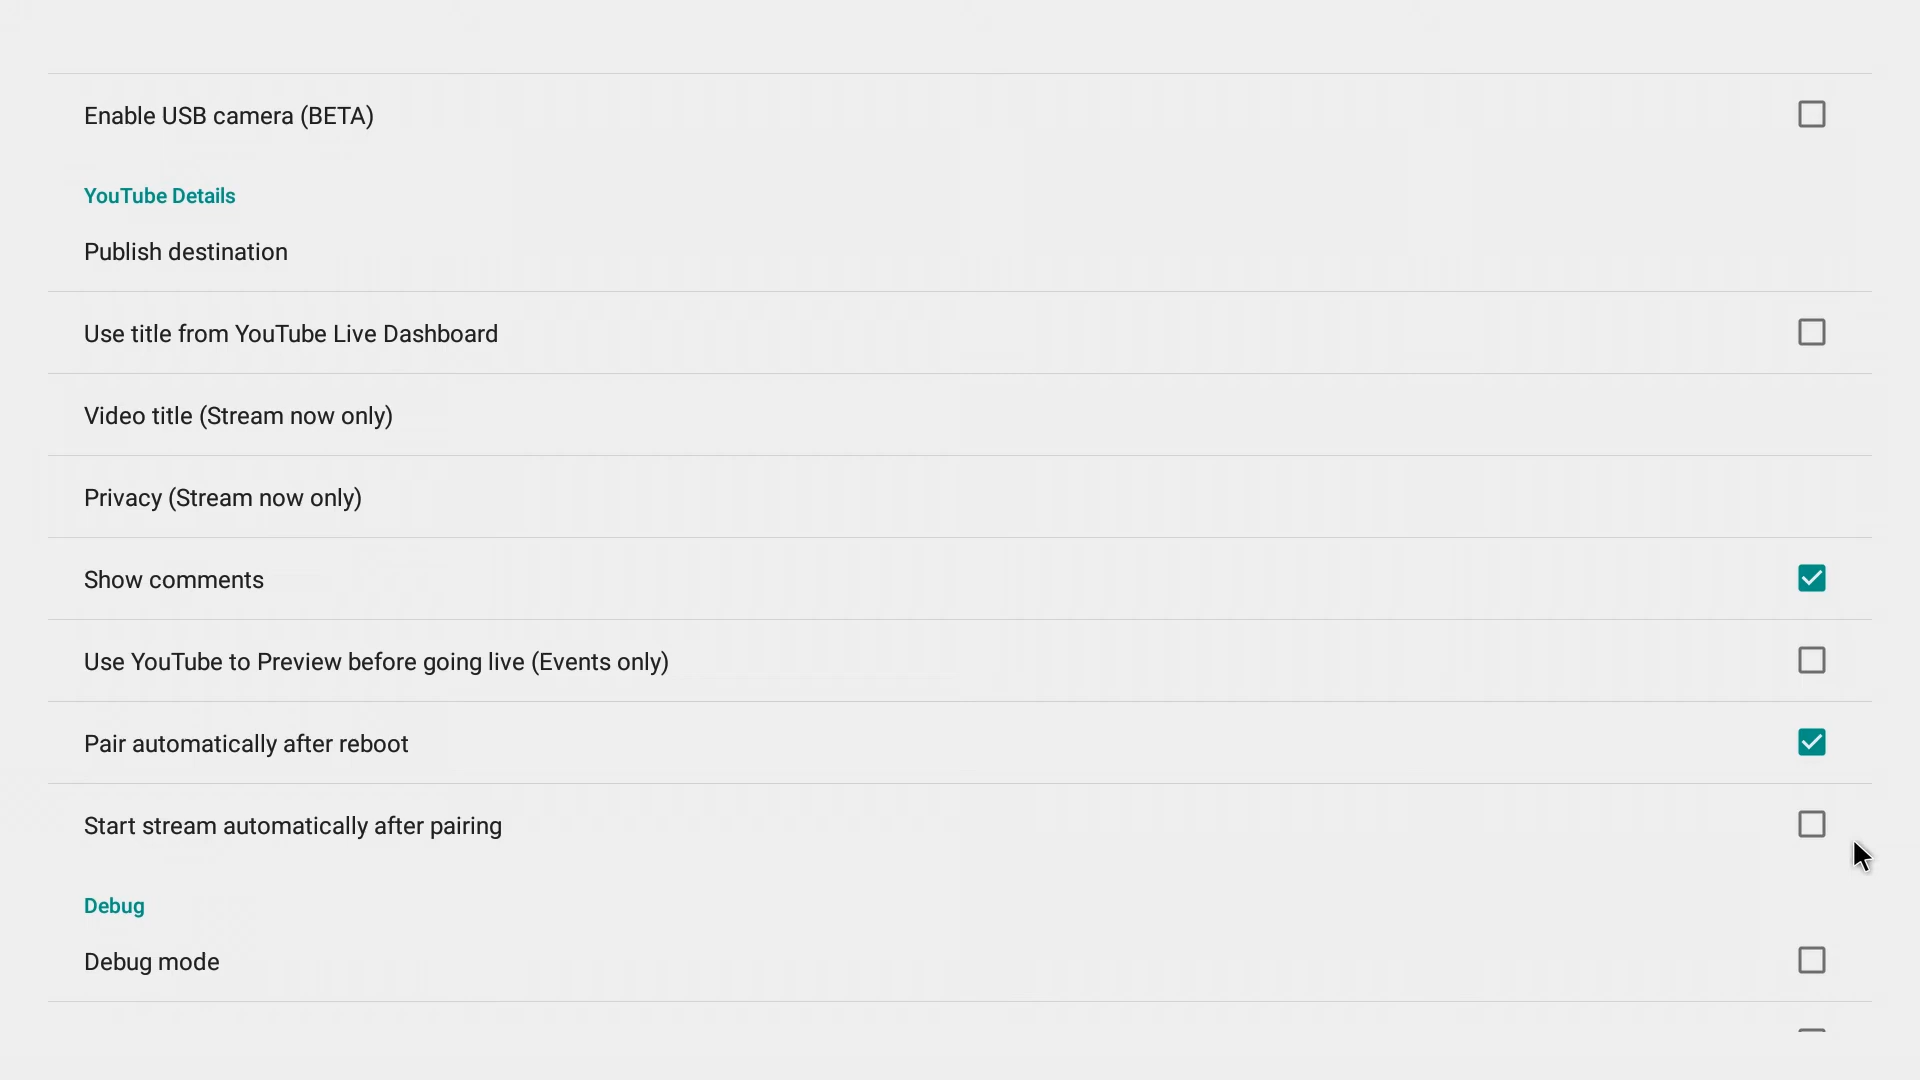 Enable USB camera (BETA)
YouTube Details
Publish destination
Use title from YouTube Live Dashboard
Video title (Stream now only)
Privacy (Stream now only)
Show comments
Use YouTube to Preview before going live (Events only)
Pair automatically after reboot
Start stream automatically after pairing
Debug
Debug mode